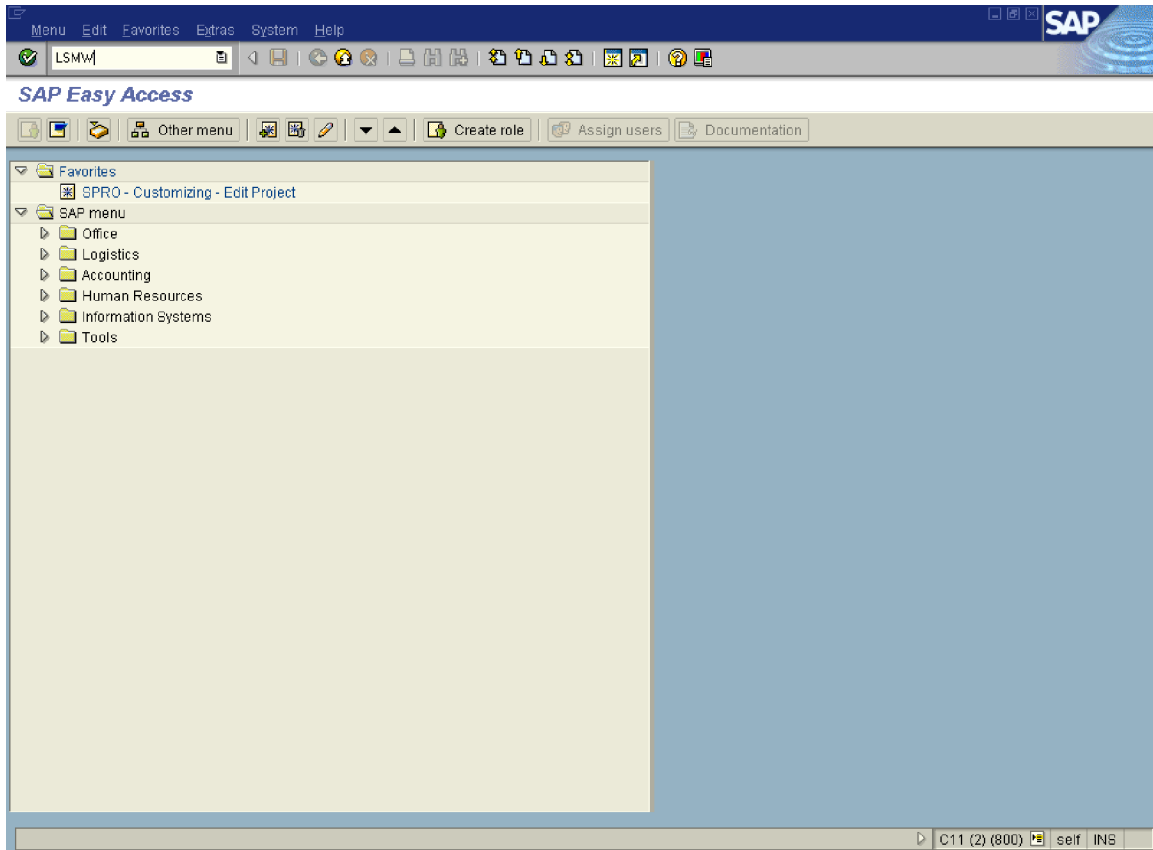 Menu Edit Favorites Extras System Help
SAP
LSMW
SAP Easy Access
Other menu Create role Assign users Documentation
Favorites
SPRO - Customizing - Edit Project
SAP menu
Office
Logistics
Accounting
Human Resources
Information Systems
Tools
C11 (2) (800) self INS